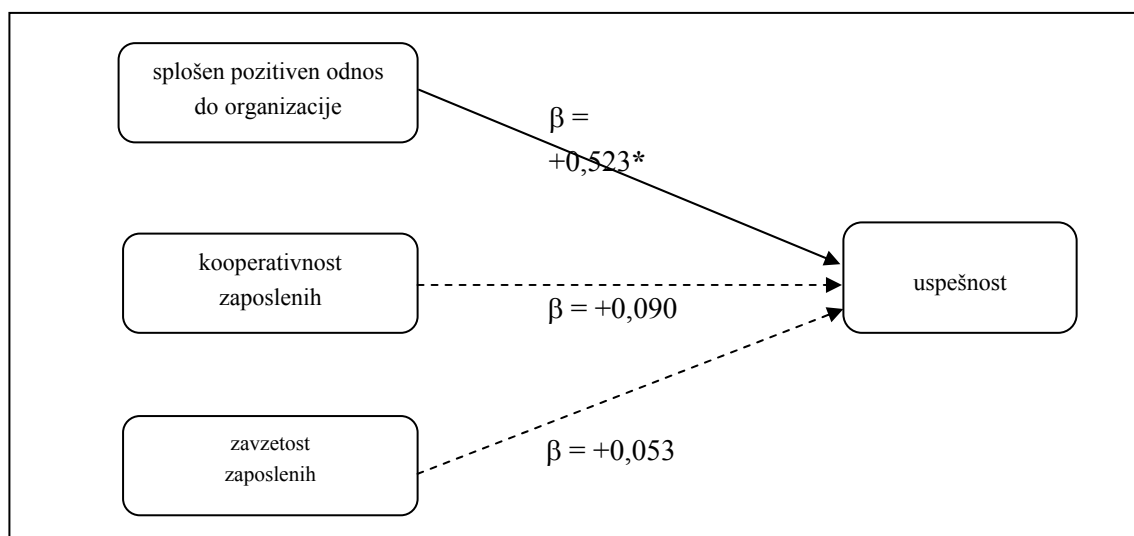 splošen pozitiven odnos
do organizacije
β =
+0,523*
kooperativnost
zaposlenih
β = +0,090
uspešnost
zavzetost
zaposlenih
β = +0,053